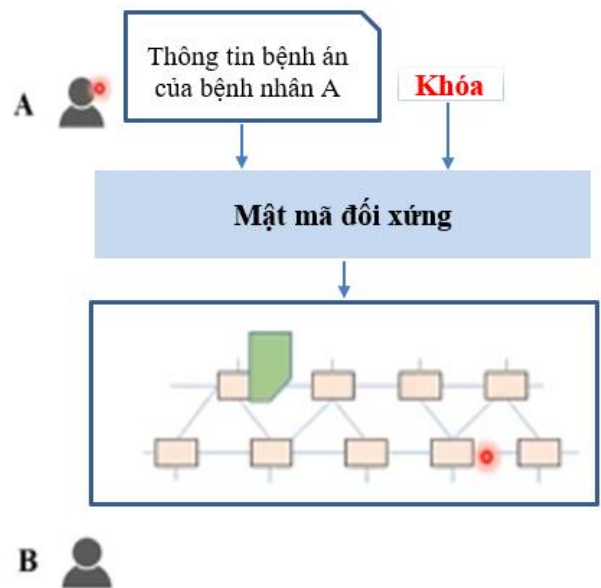 Thông tin bệnh án
của bệnh nhân A
A
Khóa
Mật mã đối xứng
B